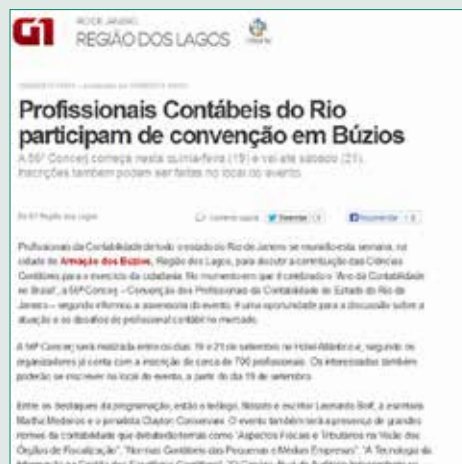 G1
RIO DE JANEIRO
REGIÃO DOS LAGOS
Profissionais Contábeis do Rio
participam de convenção em Búzios
A 56ª Concerj começa nesta quinta-feira (19) e vai até sábado (21).
Inscrições também podem ser feitas no local do evento.
Do G1 Região dos Lagos
Profissionais da Contabilidade de todo o estado do Rio de Janeiro se reunirão esta semana, na
cidade de Armação dos Búzios, Região dos Lagos, para discutir a contribuição das Ciências
Contábeis para o exercício da cidadania. No momento em que é celebrado o "Ano da Contabilidade
no Brasil", a 56ª Concerj – Convenção dos Profissionais da Contabilidade do Estado do Rio de
Janeiro – segundo informou a assessoria do evento, é uma oportunidade para a discussão sobre a
atuação e os desafios do profissional contábil no mercado.
A 56ª Concerj será realizada entre os dias 19 e 21 de setembro no Hotel Atlântico e, segundo os
organizadores já conta com a inscrição de cerca de 700 profissionais. Os interessados também
poderão se inscrever no local do evento, a partir do dia 19 de setembro.
Entre os destaques da programação, estão o teólogo, filósofo e escritor Leonardo Boff, a escritora
Martha Medeiros e o jornalista Clayton Conservani. O evento também terá a presença de grandes
nomes da contabilidade que debaterão temas como "Aspectos Fiscais e Tributários na Visão dos
Órgãos de Fiscalização", "Normas Contábeis das Pequenas e Médias Empresas", "A Tecnologia da